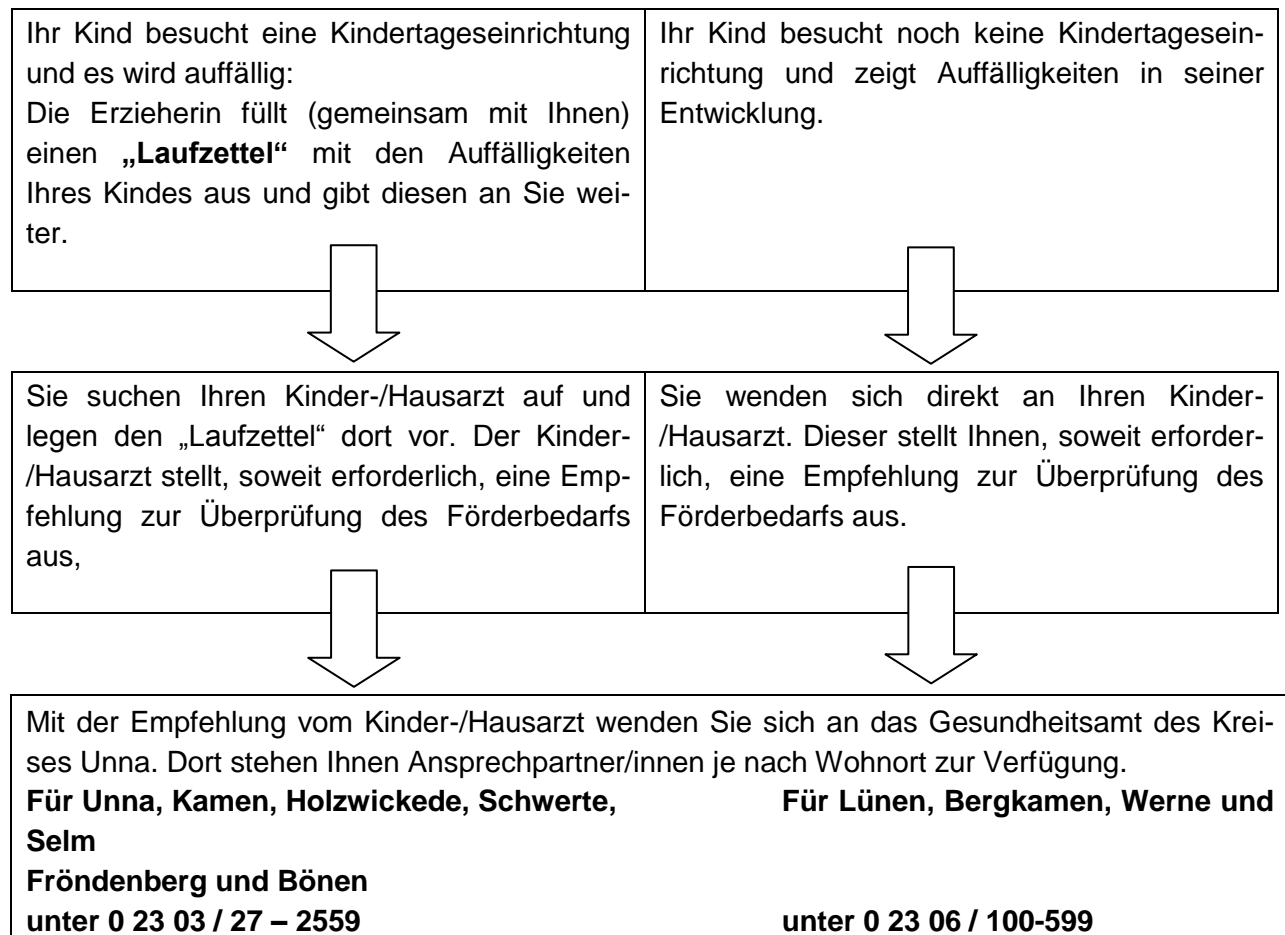 Ihr Kind besucht eine Kindertageseinrichtung
und es wird auffällig:
Die Erzieherin füllt (gemeinsam mit Ihnen)
einen „Laufzettel“ mit den Auffälligkeiten
Ihres Kindes aus und gibt diesen an Sie wei-
ter.
Ihr Kind besucht noch keine Kindertagesein-
richtung und zeigt Auffälligkeiten in seiner
Entwicklung.
Sie suchen Ihren Kinder-/Hausarzt auf und
legen den „Laufzettel“ dort vor. Der Kinder-
/Hausarzt stellt, soweit erforderlich, eine Emp-
fehlung zur Überprüfung des Förderbedarfs
aus,
Sie wenden sich direkt an Ihren Kinder-
/Hausarzt. Dieser stellt Ihnen, soweit erforder-
lich, eine Empfehlung zur Überprüfung des
Förderbedarfs aus.
Mit der Empfehlung vom Kinder-/Hausarzt wenden Sie sich an das Gesundheitsamt des Krei-
ses Unna. Dort stehen Ihnen Ansprechpartner/innen je nach Wohnort zur Verfügung.
Für Unna, Kamen, Holzwickede, Schwerte, Für Lünen, Bergkamen, Werne und
Selm
Fröndenberg und Bönen
unter 0 23 03 / 27 – 2559 unter 0 23 06 / 100-599